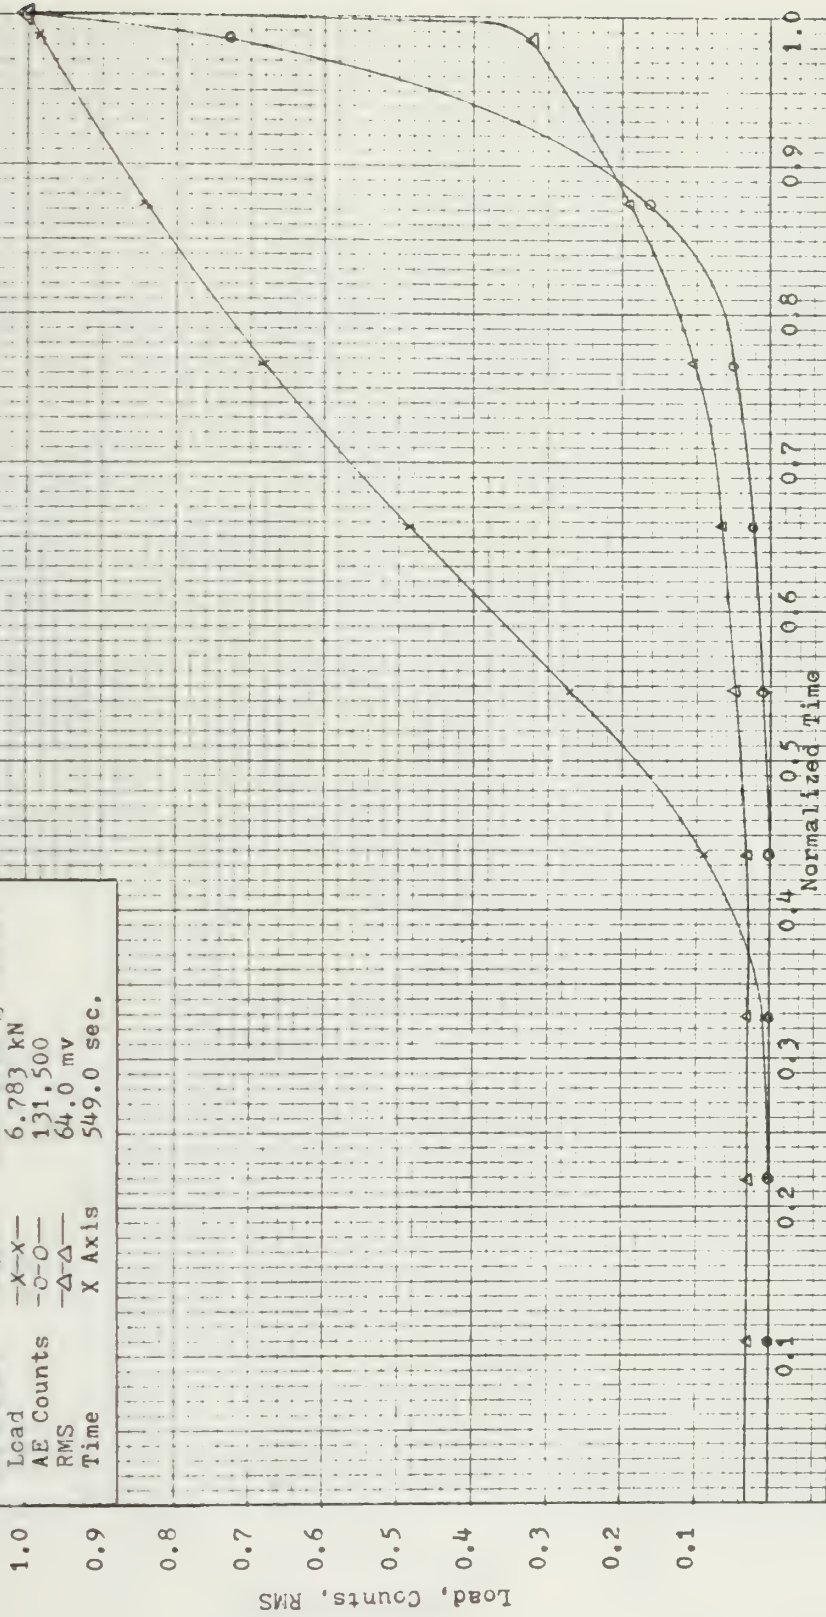 Load -x-x- 6.783 kN
AE Counts -o-o- 131,500
RMS -Δ-Δ- 64.0 mv
Time X Axis 549.0 sec.
1.0
0.9
0.8
0.7
0.6
0.5
0.4
0.3
0.2
0.1
Load, Counts, RMS
0.1 0.2 0.3 0.4 0.5 0.6 0.7 0.8 0.9 1.0
Normalized Time